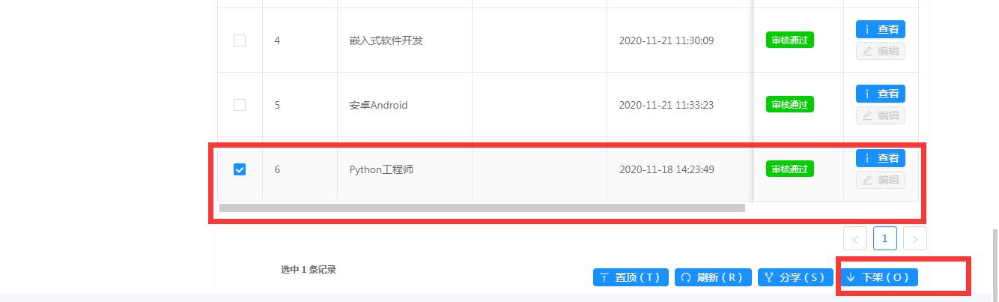 4 嵌入式软件开发 2020-11-21 11:30:09 审核通过 查看
编辑
5 安卓Android 2020-11-21 11:33:23 审核通过 查看
编辑
6 Python工程师 2020-11-18 14:23:49 审核通过 查看
编辑
< 1 >
选中 1 条记录 置顶 ( T ) 刷新 ( R ) 分享 ( S ) 下架 ( O )